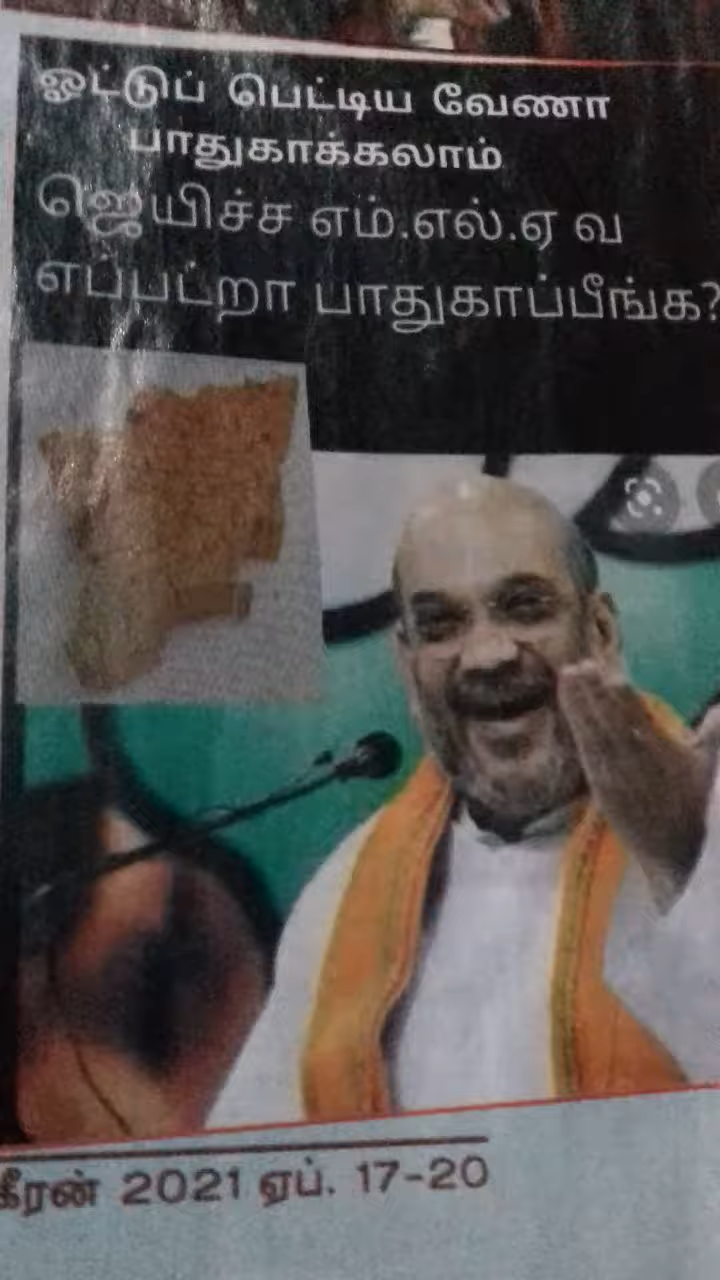 ஓட்டுப் பெட்டிய வேணா
பாதுகாக்கலாம்
ஜெயிச்ச எம்.எல்.ஏ வ
எப்பட்றா பாதுகாப்பீங்க?
கீரன் 2021 ஏப். 17-20